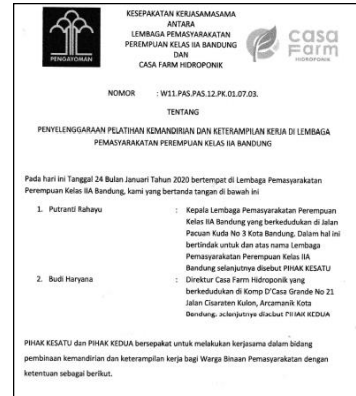 KESEPAKATAN KERJASAMASAMA
ANTARA
LEMBAGA PEMASYARAKATAN
PEREMPUAN KELAS IIA BANDUNG
DAN
CASA FARM HIDROPONIK
PENGAYOMAN
casa
Farm
HIDROPONIK
NOMOR : W11.PAS.PAS.12.PK.01.07.03.
TENTANG
PENYELENGGARAAN PELATIHAN KEMANDIRIAN DAN KETERAMPILAN KERJA DI LEMBAGA
PEMASYARAKATAN PEREMPUAN KELAS IIA BANDUNG
Pada hari ini Tanggal 24 Bulan Januari Tahun 2020 bertempat di Lembaga Pemasyarakatan
Perempuan Kelas IIA Bandung, kami yang bertanda tangan di bawah ini
1. Putranti Rahayu : Kepala Lembaga Pemasyarakatan Perempuan
Kelas IIA Bandung yang berkedudukan di Jalan
Pacuan Kuda No 3 Kota Bandung. Dalam hal ini
bertindak untuk dan atas nama Lembaga
Pemasyarakatan Perempuan Kelas IIA
Bandung selanjutnya disebut PIHAK KESATU
2. Budi Haryana : Direktur Casa Farm Hidroponik yang
berkedudukan di Komp D'Casa Grande No 21
Jalan Cisaraten Kulon, Arcamanik Kota
Bandung, selanjutnya disebut PIHAK KEDUA
PIHAK KESATU dan PIHAK KEDUA bersepakat untuk melakukan kerjasama dalam bidang
pembinaan kemandirian dan keterampilan kerja bagi Warga Binaan Pemasyarakatan dengan
ketentuan sebagai berikut.